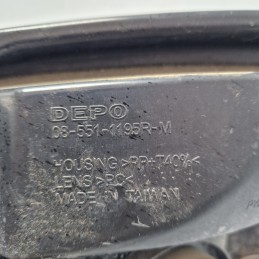 DEPO
08-551-1195R-M
HOUSING >PP+T40%<
LENS >PC<
MADE IN TAIWAN